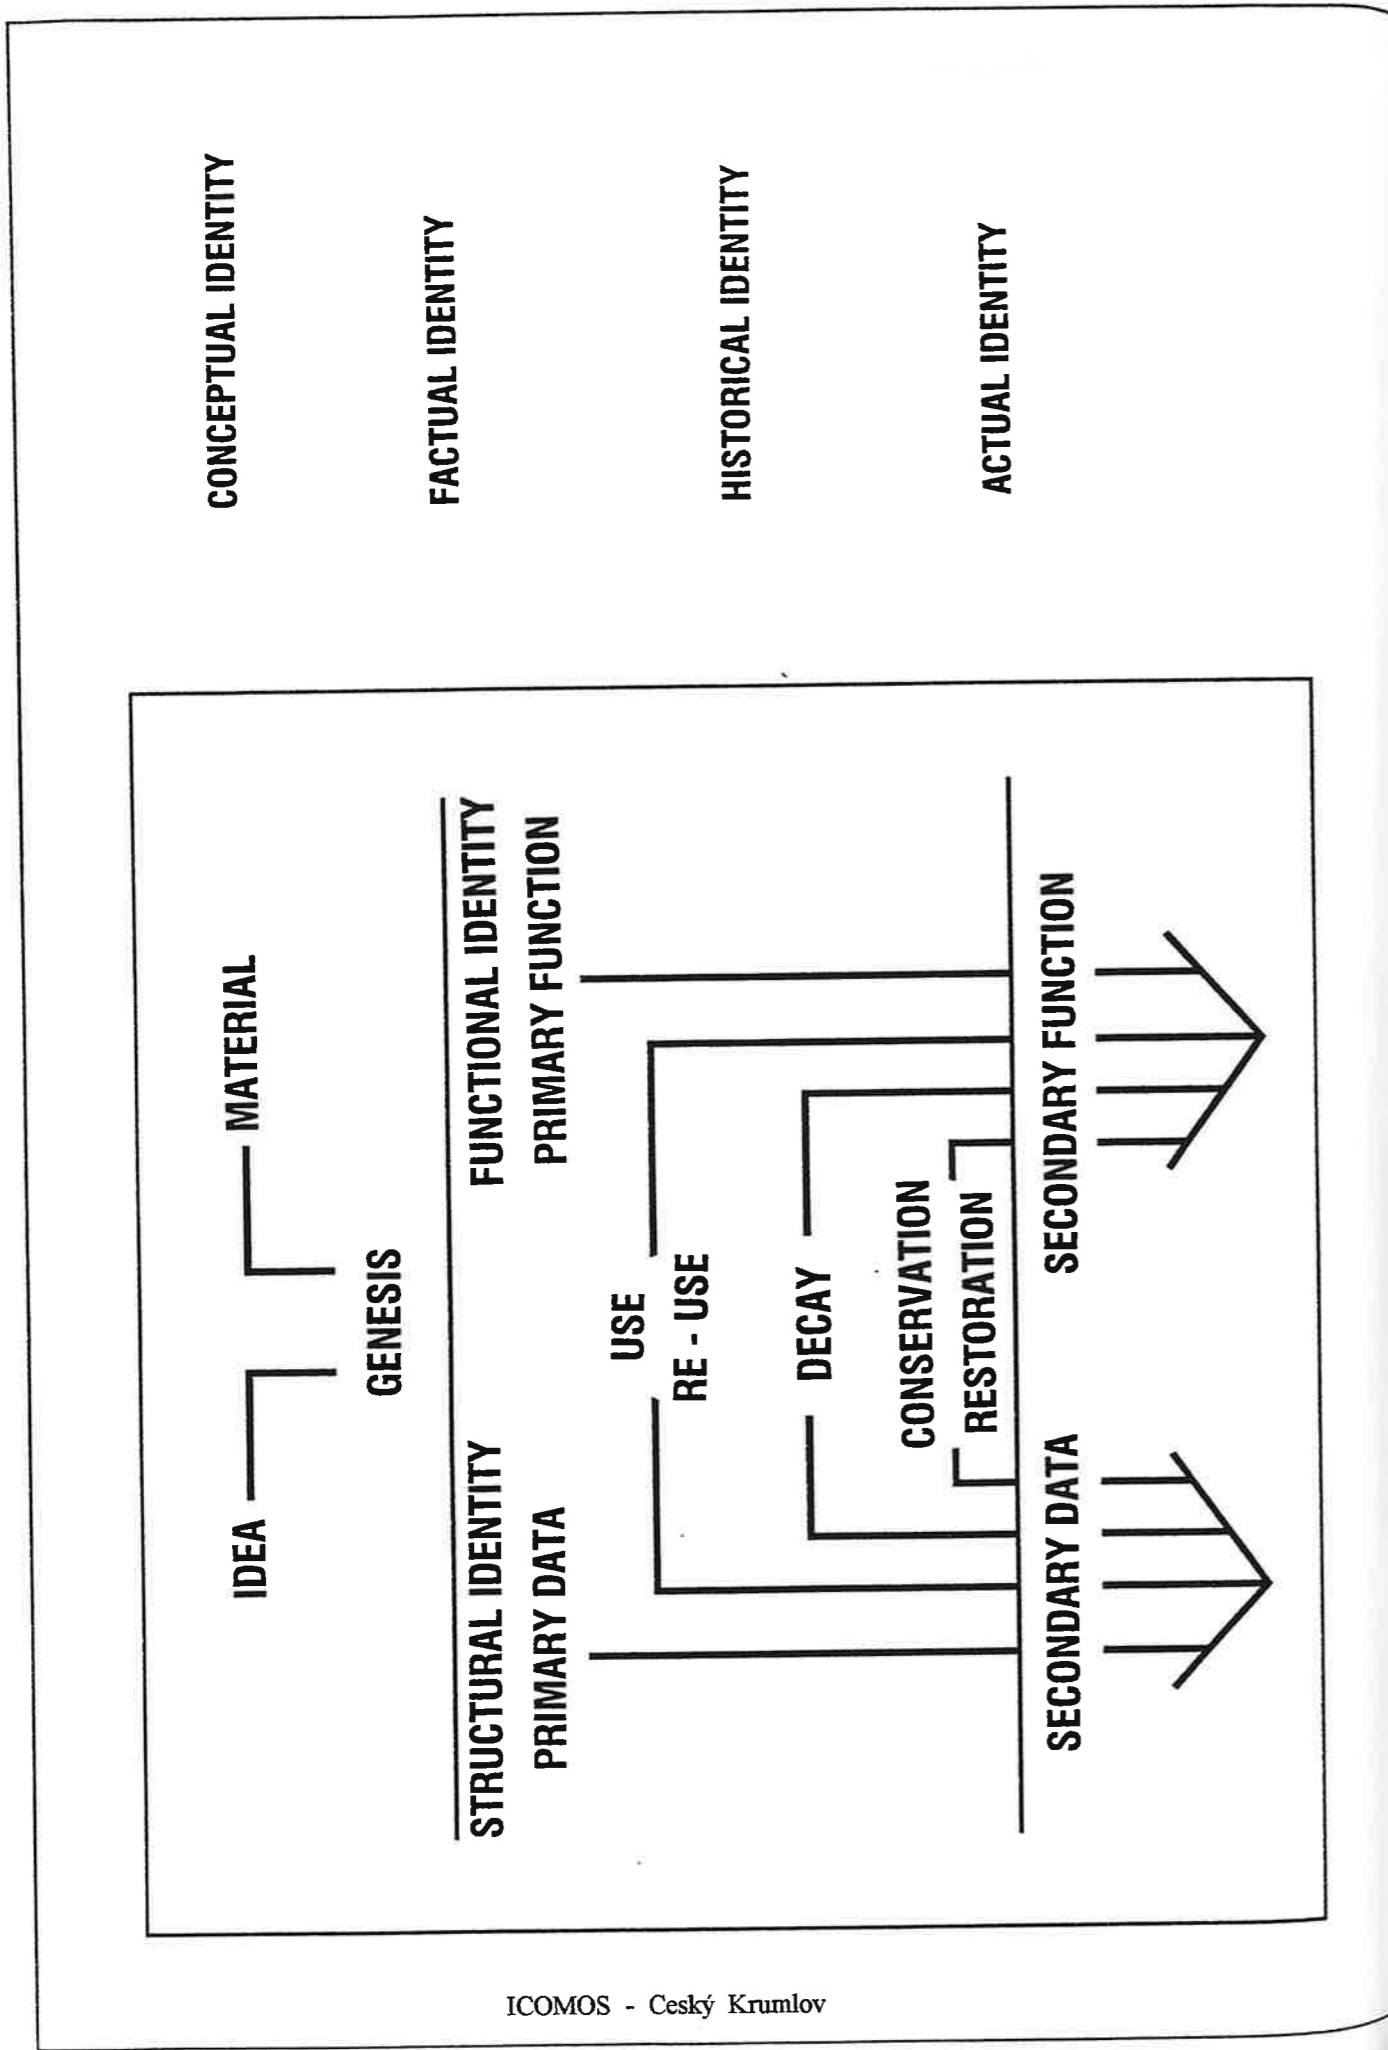 IDEA MATERIAL CONCEPTUAL IDENTITY
GENESIS
FACTUAL IDENTITY
STRUCTURAL IDENTITY FUNCTIONAL IDENTITY
PRIMARY DATA PRIMARY FUNCTION
USE
RE - USE
HISTORICAL IDENTITY
DECAY
CONSERVATION
RESTORATION
ACTUAL IDENTITY
SECONDARY DATA SECONDARY FUNCTION
ICOMOS - Ceský Krumlov